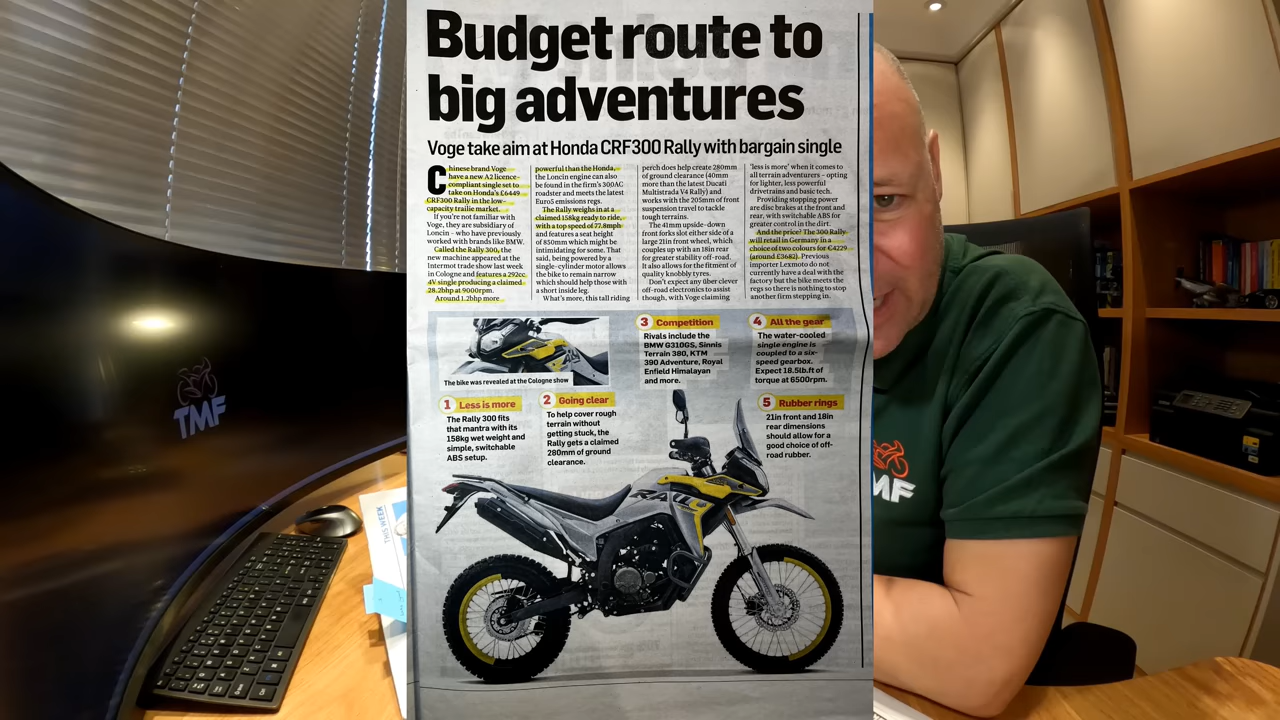 Budget route to
big adventures
Voge take aim at Honda CRF300 Rally with bargain single
Chinese brand Voge
have a new A2 licence-
compliant single set to
take on Honda's £6449
CRF300 Rally in the low-
capacity trailie market.
If you're not familiar with
Voge, they are subsidiary of
Loncin - who have previously
worked with brands like BMW.
Called the Rally 300, the
new machine appeared at the
Intermot trade show last week
in Cologne and features a 292cc,
4V single producing a claimed
28.2bhp at 9000rpm.
Around 1.2bhp more
powerful than the Honda,
the Loncin engine can also
be found in the firm's 300AC
roadster and meets the latest
Euro5 emissions regs.
The Rally weighs in at a
claimed 158kg ready to ride,
with a top speed of 77.8mph
and features a seat height
of 850mm which might be
intimidating for some. That
said, being powered by a
single-cylinder motor allows
the bike to remain narrow
which should help those with
a short inside leg.
What's more, this tall riding
perch does help create 280mm
of ground clearance (40mm
more than the latest Ducati
Multistrada V4 Rally) and
works with the 205mm of front
suspension travel to tackle
tough terrains.
The 41mm upside-down
front forks slot either side of a
large 21in front wheel, which
couples up with an 18in rear
for greater stability off-road.
It also allows for the fitment of
quality knobbly tyres.
Don't expect any über clever
off-road electronics to assist
though, with Voge claiming
'less is more' when it comes to
all terrain adventurers - opting
for lighter, less powerful
drivetrains and basic tech.
Providing stopping power
are disc brakes at the front and
rear, with switchable ABS for
greater control in the dirt.
And the price? The 300 Rally
will retail in Germany in a
choice of two colours for €4229
(around £3682). Previous
importer Lexmoto do not
currently have a deal with the
factory but the bike meets the
regs so there is nothing to stop
another firm stepping in.
The bike was revealed at the Cologne show
3 Competition
Rivals include the
BMW G310GS, Sinnis
Terrain 380, KTM
390 Adventure, Royal
Enfield Himalayan
and more.
4 All the gear
The water-cooled
single engine is
coupled to a six-
speed gearbox.
Expect 18.5lb.ft of
torque at 6500rpm.
1 Less is more
The Rally 300 fits
that mantra with its
158kg wet weight and
simple, switchable
ABS setup.
2 Going clear
To help cover rough
terrain without
getting stuck, the
Rally gets a claimed
280mm of ground
clearance.
5 Rubber rings
21in front and 18in
rear dimensions
should allow for a
good choice of off-
road rubber.
TMF
THIS WEEK
MF